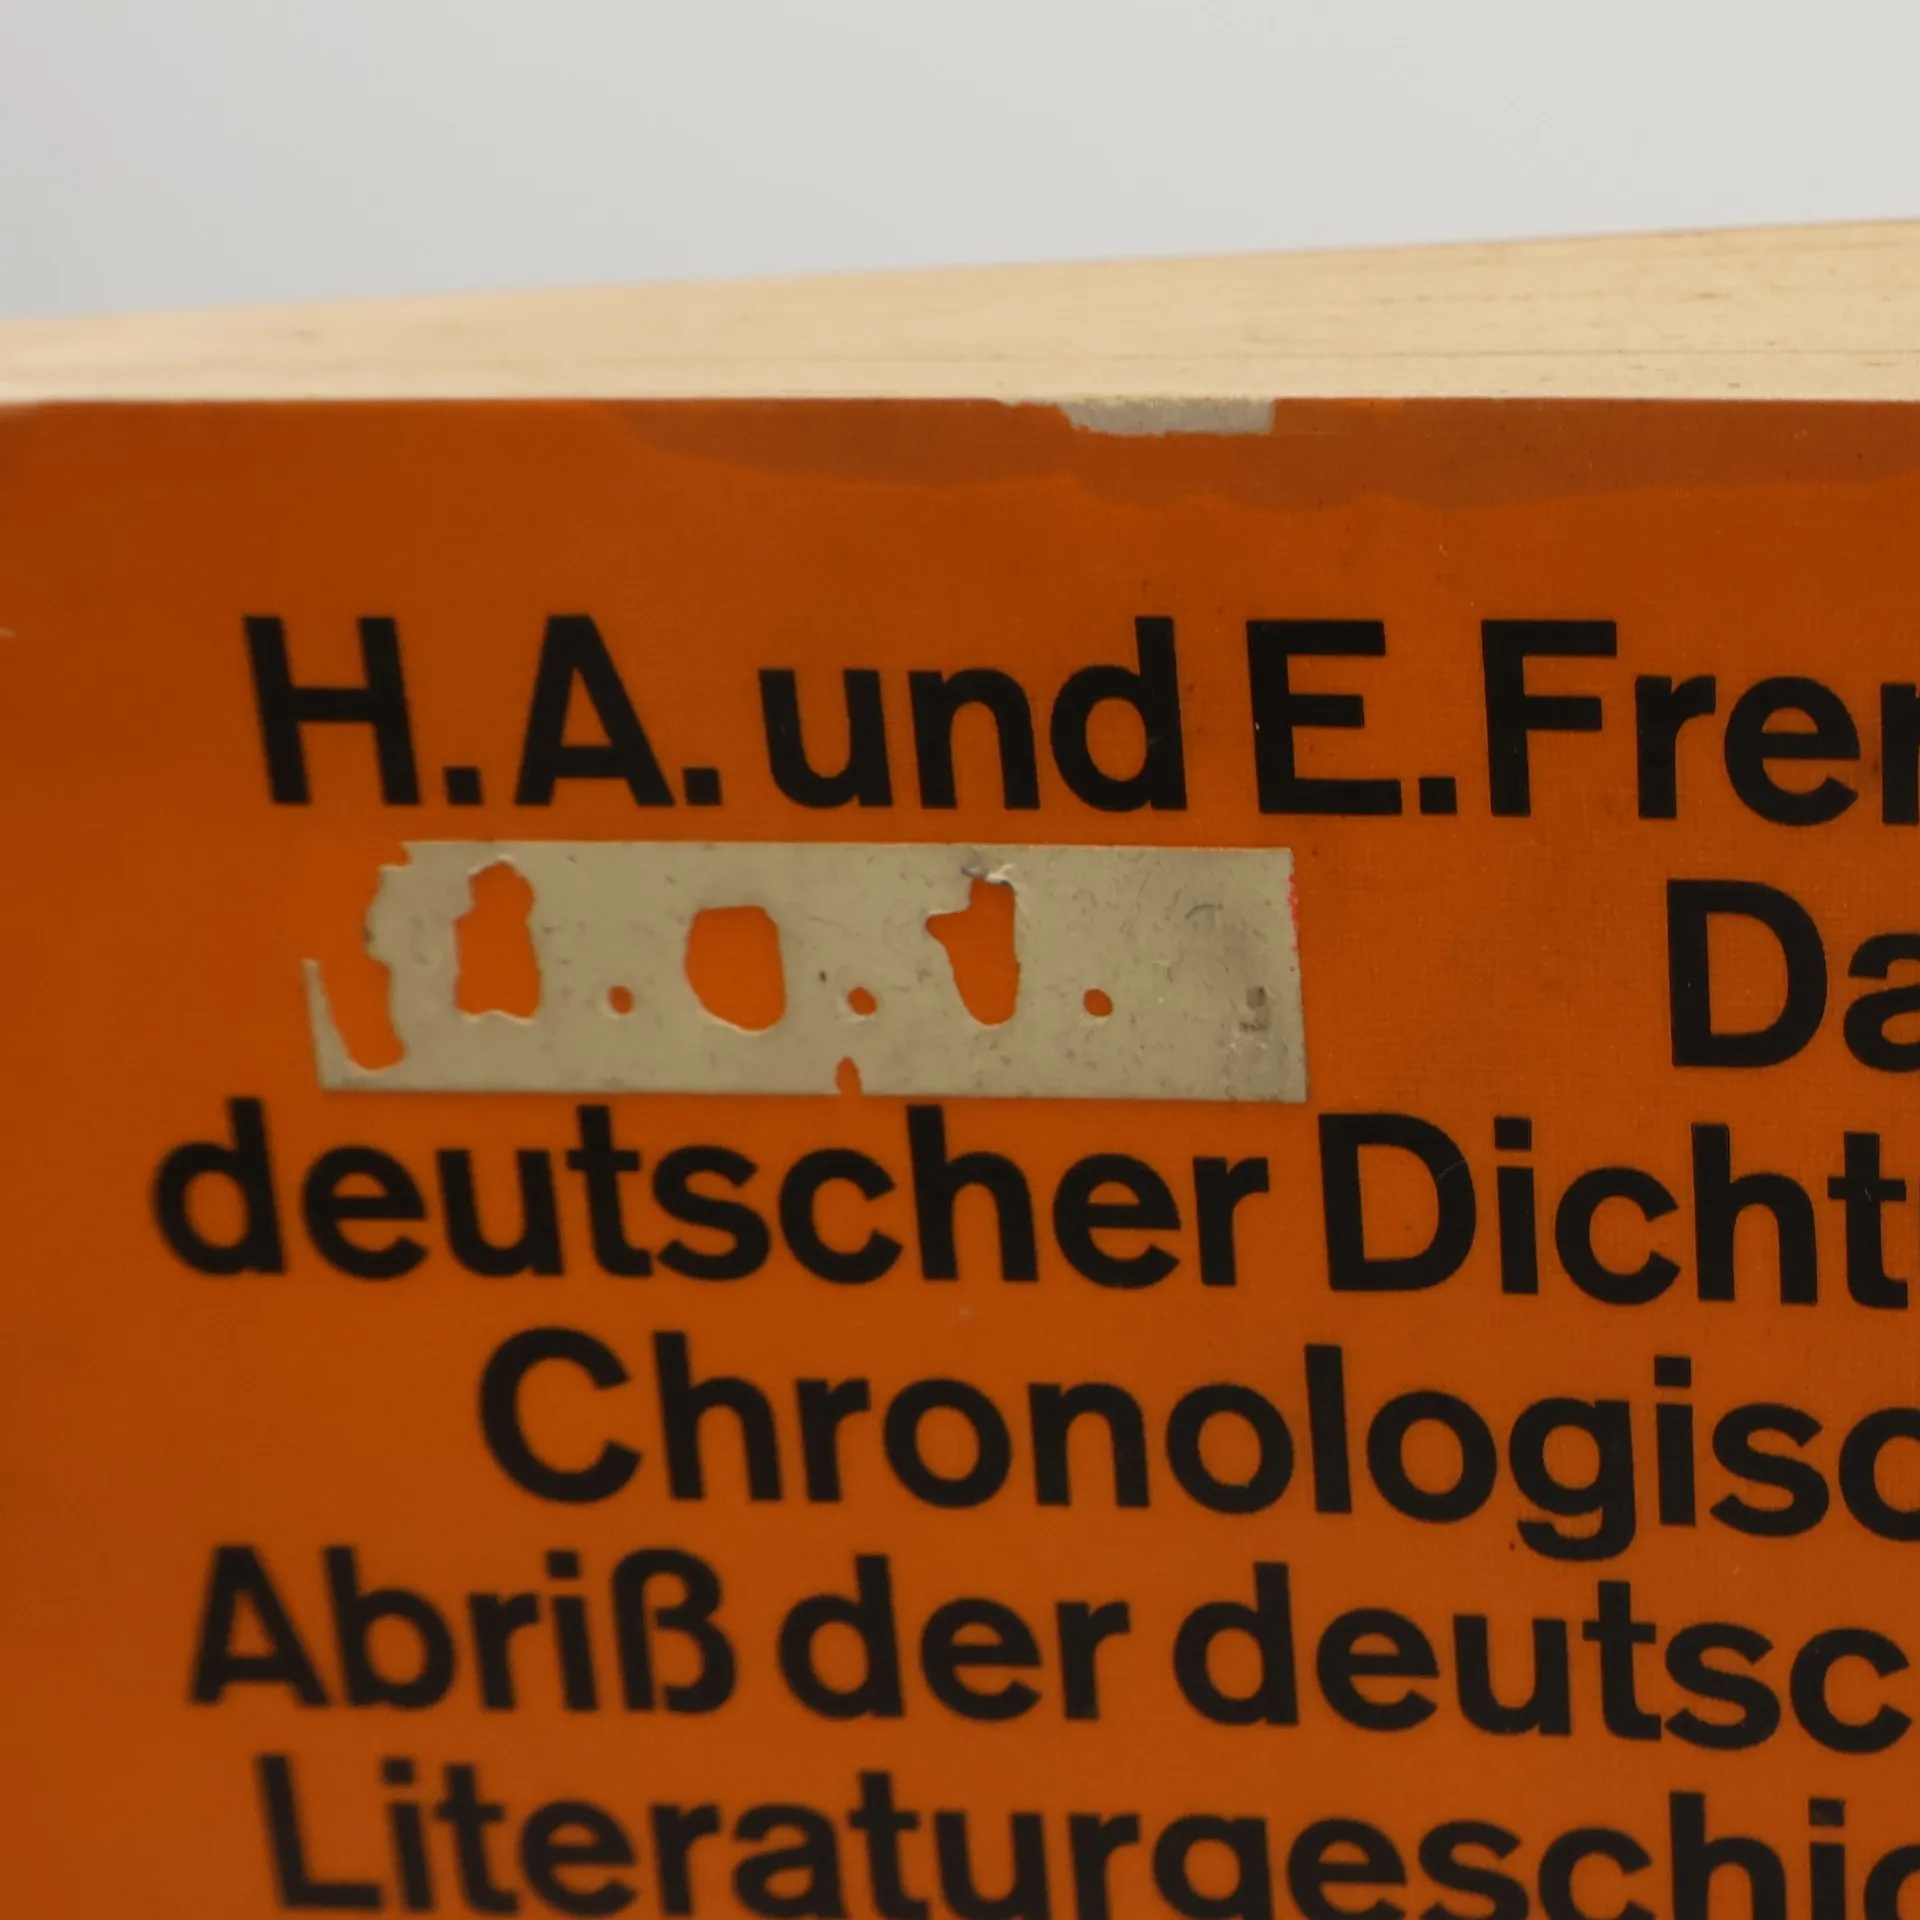 H.A. und E. Fren
Da
deutscher Dicht
Chronologisc
Abriß der deutsc
Literaturgeschic